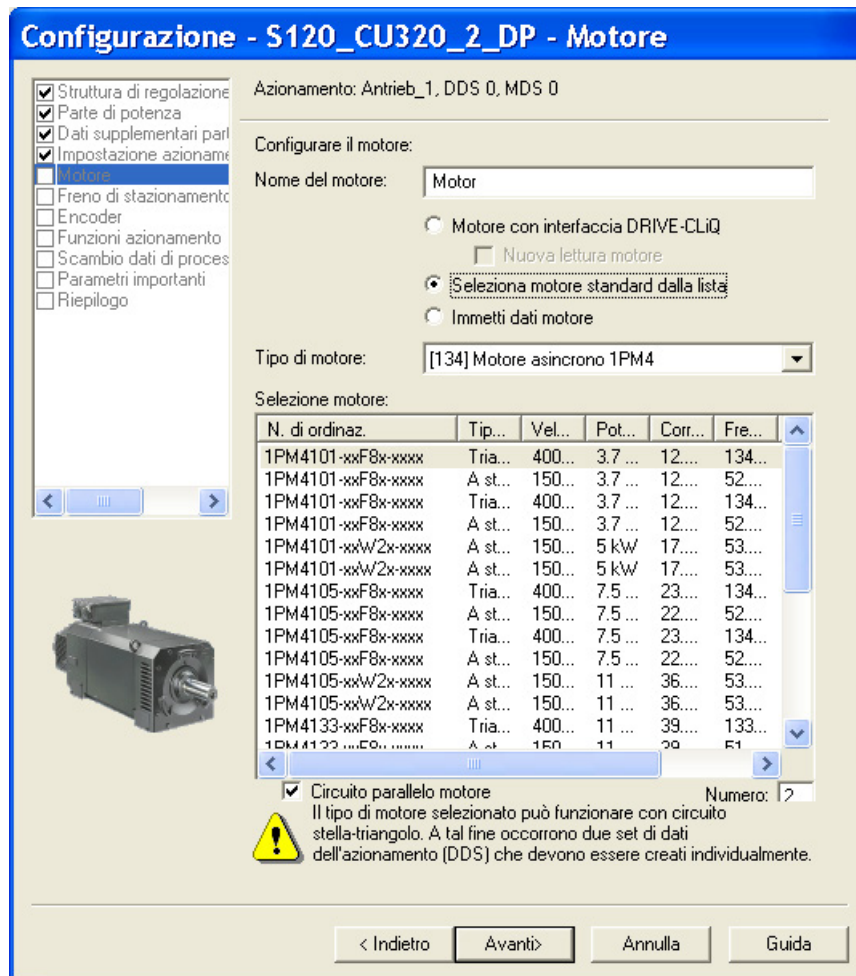 Configurazione - S120_CU320_2_DP - Motore
Struttura di regolazione
Parte di potenza
Dati supplementari part
Impostazione azioname
Motore
Freno di stazionamento
Encoder
Funzioni azionamento
Scambio dati di proces
Parametri importanti
Riepilogo
Azionamento: Antrieb_1, DDS 0, MDS 0
Configurare il motore:
Nome del motore: Motor
Motore con interfaccia DRIVE-CLiQ
Nuova lettura motore
Seleziona motore standard dalla lista
Immetti dati motore
Tipo di motore: [134] Motore asincrono 1PM4
Selezione motore:
N. di ordinaz. Tip... Vel... Pot... Corr... Fre...
1PM4101-xxF8x-xxxx Tria... 400... 3.7 ... 12.... 134...
1PM4101-xxF8x-xxxx A st... 150... 3.7 ... 12.... 52....
1PM4101-xxF8x-xxxx Tria... 400... 3.7 ... 12.... 134...
1PM4101-xxF8x-xxxx A st... 150... 3.7 ... 12.... 52....
1PM4101-xxW2x-xxxx A st... 150... 5 kW 17.... 53....
1PM4101-xxW2x-xxxx A st... 150... 5 kW 17.... 53....
1PM4105-xxF8x-xxxx Tria... 400... 7.5 ... 23.... 134...
1PM4105-xxF8x-xxxx A st... 150... 7.5 ... 22.... 52....
1PM4105-xxF8x-xxxx Tria... 400... 7.5 ... 23.... 134...
1PM4105-xxF8x-xxxx A st... 150... 7.5 ... 22.... 52....
1PM4105-xxW2x-xxxx A st... 150... 11 ... 36.... 53....
1PM4105-xxW2x-xxxx A st... 150... 11 ... 36.... 53....
1PM4133-xxF8x-xxxx Tria... 400... 11 ... 39.... 133...
1PM4133-xxF8x-xxxx A st... 150... 11 ... 39.... 51....
Circuito parallelo motore Numero: 2
Il tipo di motore selezionato può funzionare con circuito
stella-triangolo. A tal fine occorrono due set di dati
dell'azionamento (DDS) che devono essere creati individualmente.
< Indietro Avanti> Annulla Guida